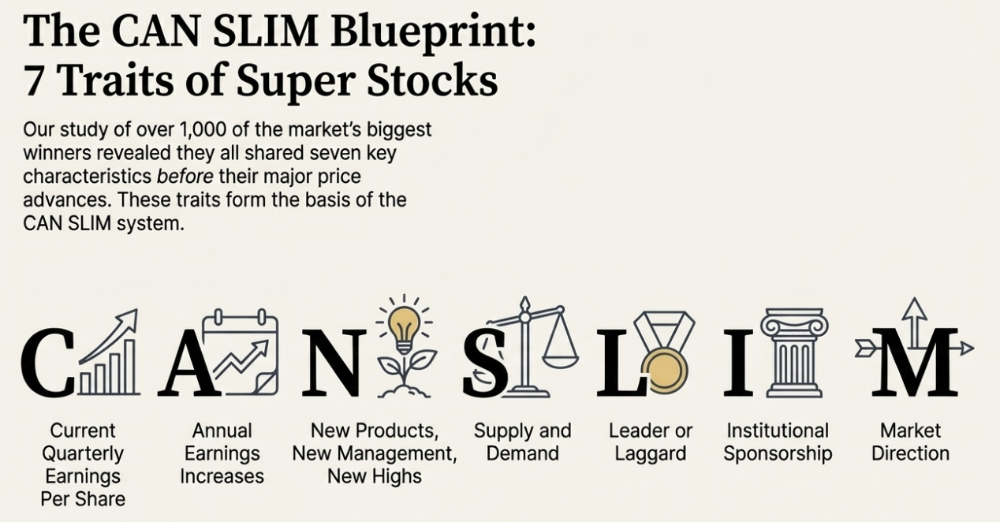 The CAN SLIM Blueprint:
7 Traits of Super Stocks
Our study of over 1,000 of the market's biggest
winners revealed they all shared seven key
characteristics before their major price
advances. These traits form the basis of the
CAN SLIM system.
C A N S L I M
Current
Quarterly
Earnings
Per Share
Annual
Earnings
Increases
New Products,
New Management,
New Highs
Supply and
Demand
Leader or
Laggard
Institutional
Sponsorship
Market
Direction